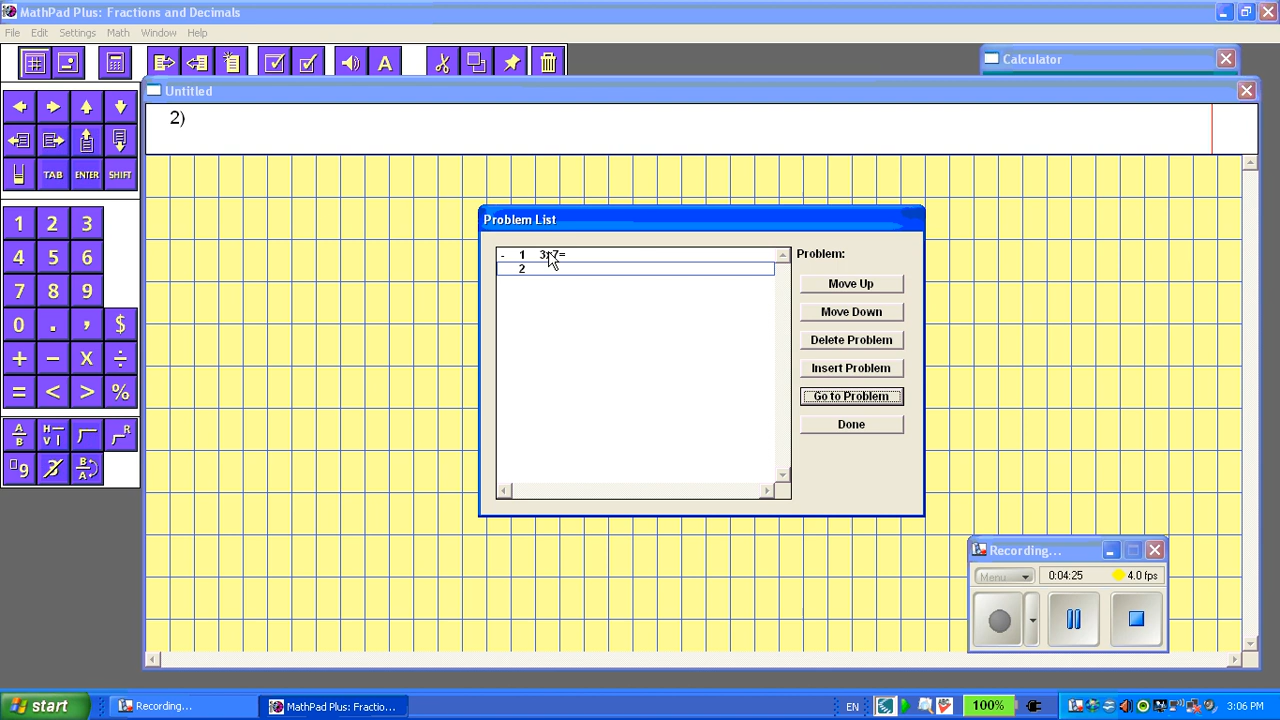 MathPad Plus: Fractions and Decimals
File Edit Settings Math Window Help
A
Calculator
Untitled
2)
TAB ENTER SHIFT
1 2 3
4 5 6
7 8 9
0 . , $
+ − x ÷
= < > %
A/B H V R
9 3 B/A
Problem List
- 1
2
Problem:
Move Up
Move Down
Delete Problem
Insert Problem
Go to Problem
Done
Recording...
Menu 0:04:25 4.0 fps
start Recording... MathPad Plus: Fractio... EN 100% 3:06 PM